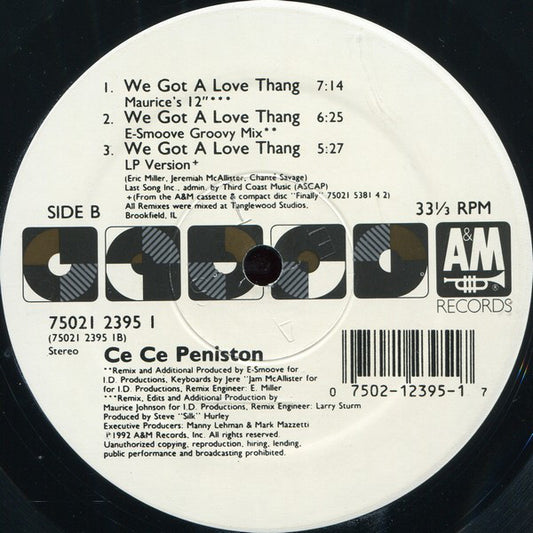 1. We Got A Love Thang 7:14
Maurice's 12"***
2. We Got A Love Thang 6:25
E-Smoove Groovy Mix**
3. We Got A Love Thang 5:27
LP Version+
(Eric Miller, Jeremiah McAllister, Chanté Savage)
Last Song Inc., admin. by Third Coast Music (ASCAP)
+(From the A&M cassette & compact disc "Finally" 75021 5381 4 2)
All Remixes were mixed at Tanglewood Studios,
Brookfield, IL
SIDE B 33⅓ RPM
A&M
RECORDS
75021 2395 1
(75021 2395 1B)
Stereo
Ce Ce Peniston
**Remix and Additional Produced by E-Smoove for
I.D. Productions, Keyboards by Jere "Jam McAllister for
for I.D. Productions, Remix Engineer: E. Miller
***Remix, Edits and Additional Production by
Maurice Johnson for I.D. Productions, Remix Engineer: Larry Sturm
Produced by Steve "Silk" Hurley
Executive Producers: Manny Lehman & Mark Mazzetti
℗1992 A&M Records, Inc. All rights reserved.
Uanuthorized copying, reproduction, hiring, lending,
public performance and broadcasting prohibited.
0 7502-12395-1 7